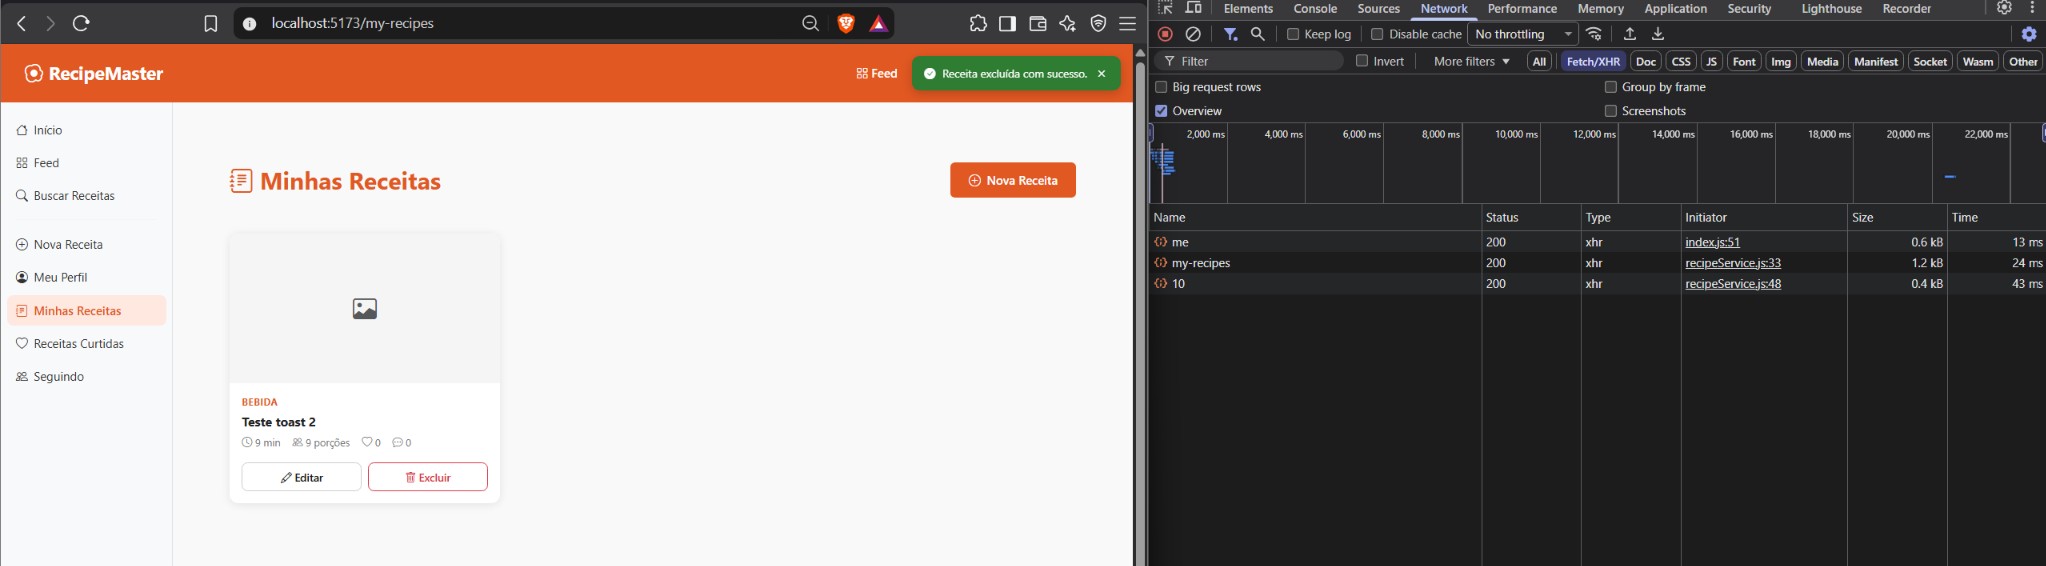 localhost:5173/my-recipes
RecipeMaster
Feed
Receita excluída com sucesso.
Início
Feed
Buscar Receitas
Nova Receita
Meu Perfil
Minhas Receitas
Receitas Curtidas
Seguindo
Minhas Receitas
Nova Receita
BEBIDA
Teste toast 2
9 min 9 porções 0 0
Editar Excluir
Elements Console Sources Network Performance Memory Application Security Lighthouse Recorder
Keep log Disable cache No throttling
Filter Invert More filters All Fetch/XHR Doc CSS JS Font Img Media Manifest Socket Wasm Other
Big request rows Group by frame
Overview Screenshots
2,000 ms 4,000 ms 6,000 ms 8,000 ms 10,000 ms 12,000 ms 14,000 ms 16,000 ms 18,000 ms 20,000 ms 22,000 ms
Name Status Type Initiator Size Time
me 200 xhr index.js:51 0.6 kB 13 ms
my-recipes 200 xhr recipeService.js:33 1.2 kB 24 ms
10 200 xhr recipeService.js:48 0.4 kB 43 ms